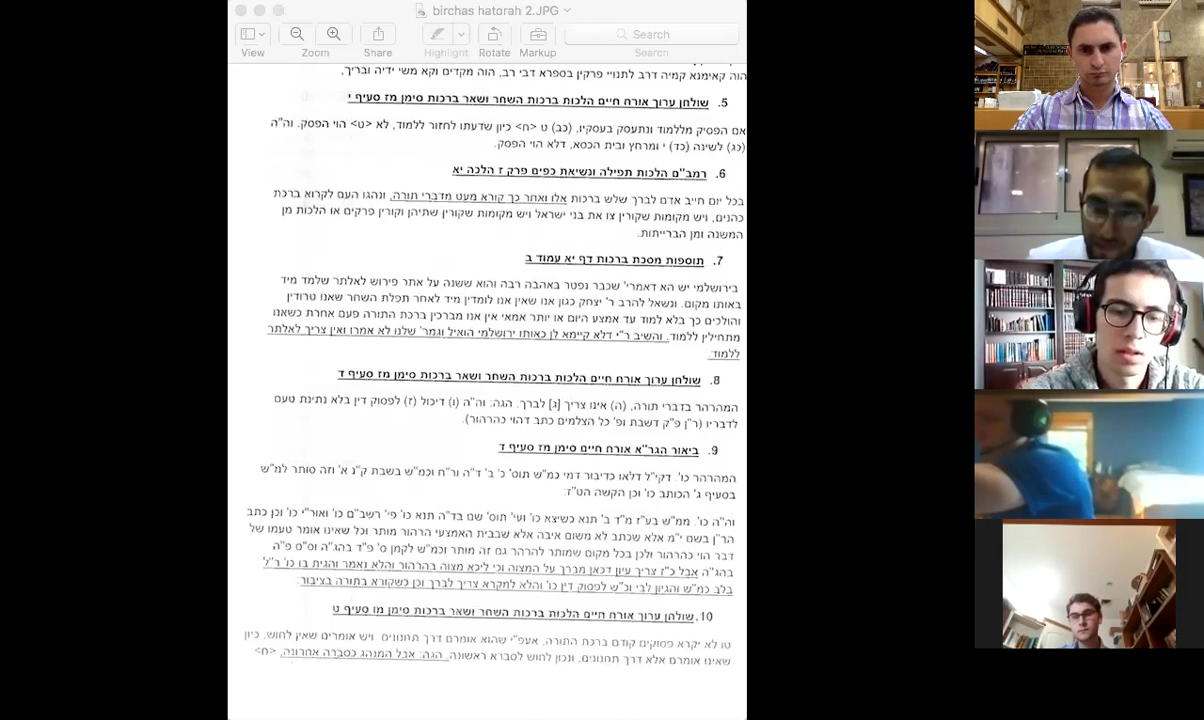 birchas hatorah 2.JPG
Search
View
Zoom
Share
Highlight
Rotate
Markup
Search
הוה קאימנא קמיה דרב לתנויי פרקין בספרא דבי רב, הוה מקדים וקא משי ידיה ובריך,
5. שולחן ערוך אורח חיים הלכות ברכות השחר ושאר ברכות סימן מז סעיף י
אם הפסיק מללמוד ונתעסק בעסקיו, (כב) ט <ח> כיון שדעתו לחזור ללמוד, לא <ט> הוי הפסק. וה"ה
(כג) לשינה (כד) י ומרחץ ובית הכסא, דלא הוי הפסק.
6. רמב"ם הלכות תפילה ונשיאת כפים פרק ז הלכה יא
בכל יום חייב אדם לברך שלש ברכות אלו ואחר כך קורא מעט מדברי תורה, ונהגו העם לקרוא ברכת
כהנים, ויש מקומות שקורין צו את בני ישראל ויש מקומות שקורין שתיהן וקורין פרקים או הלכות מן
המשנה ומן הברייתות.
7. תוספות מסכת ברכות דף יא עמוד ב
בירושלמי יש הא דאמרי' שכבר נפטר באהבה רבה והוא ששנה על אתר פירוש לאלתר שלמד מיד
באותו מקום. ונשאל להרב ר' יצחק כגון אנו שאין אנו לומדין מיד לאחר תפלת השחר שאנו טרודין
והולכים כך בלא למוד עד אמצע היום או יותר אמאי אין אנו מברכין ברכת התורה פעם אחרת כשאנו
מתחילין ללמוד. והשיב ר"י דלא קיימא לן כאותו ירושלמי הואיל וגמר' שלנו לא אמרו ואין צריך לאלתר
ללמוד.
8. שולחן ערוך אורח חיים הלכות ברכות השחר ושאר ברכות סימן מז סעיף ד
המהרהר בדברי תורה, (ה) אינו צריך [ג] לברך. הגה: וה"ה (ו) דיכול (ז) לפסוק דין בלא נתינת טעם
לדבריו (ר"ן פ"ק דשבת ופ' כל הצלמים כתב דהוי כהרהור).
9. ביאור הגר"א אורח חיים סימן מז סעיף ד
המהרהר כו'. דקי"ל דלאו כדיבור דמי כמ"ש תוס' כ' ב' ד"ה ור"ח וכמ"ש בשבת ק"נ א' וזה סותר למ"ש
בסעיף ג' הכותב כו' וכן הקשה הט"ז:
וה"ה כו'. ממ"ש בע"ז מ"ד ב' תנא כשיצא כו' ועי' תוס' שם בד"ה תנא כו' פי' רשב"ם כו' ואור"י כו' וכן כתב
הר"ן בשם י"מ אלא שכתב לא משום איבה אלא שבבית האמצעי הרהור מותר וכל שאינו אומר טעמו של
דבר הוי כהרהור ולכן בכל מקום שמותר להרהר גם זה מותר וכמ"ש לקמן ס' פ"ד בהג"ה וס"ס פ"ה
בהג"ה אבל כ"ז צריך עיון דכאן מברך על המצוה וכי ליכא מצוה בהרהור והלא נאמר והגית בו כו' ר"ל
בלב כמ"ש והגיון לבי וכ"ש לפסוק דין כו' והלא למקרא צריך לברך וכן כשקורא בתורה בציבור:
10. שולחן ערוך אורח חיים הלכות ברכות השחר ושאר ברכות סימן מו סעיף ט
טו לא יקרא פסוקים קודם ברכת התורה, אעפ"י שהוא אומרם דרך תחנונים ויש אומרים שאין לחוש, כיון
שאינו אומרם אלא דרך תחנונים, ונכון לחוש לסברא ראשונה. הגה: אבל המנהג כסברה אחרונה, <ח>